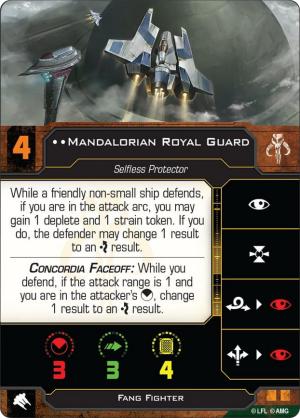 4
••Mandalorian Royal Guard
Selfless Protector
While a friendly non-small ship defends,
if you are in the attack arc, you may
gain 1 deplete and 1 strain token. If you
do, the defender may change 1 result
to an result.
Concordia Faceoff: While you
defend, if the attack range is 1 and
you are in the attacker's , change
1 result to an result.
3 3 4
Fang Fighter
© LFL © AMG